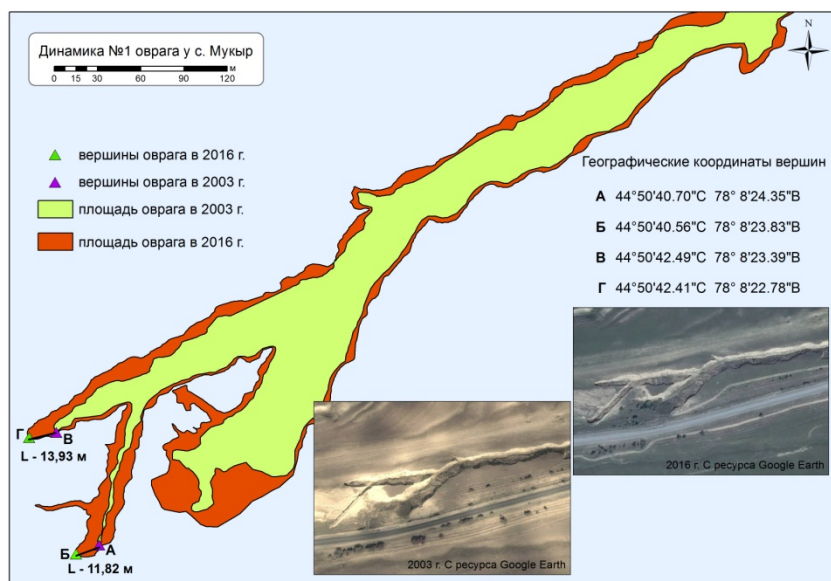 Динамика №1 оврага у с. Мукыр
м
0 15 30 60 90 120
N
вершины оврага в 2016 г.
вершины оврага в 2003 г.
площадь оврага в 2003 г.
площадь оврага в 2016 г.
Географические координаты вершин
А 44°50'40.70"С 78° 8'24.35"В
Б 44°50'40.56"С 78° 8'23.83"В
В 44°50'42.49"С 78° 8'23.39"В
Г 44°50'42.41"С 78° 8'22.78"В
Г В
L - 13,93 м
Б А
L - 11,82 м
2003 г. С ресурса Google Earth
2016 г. С ресурса Google Earth